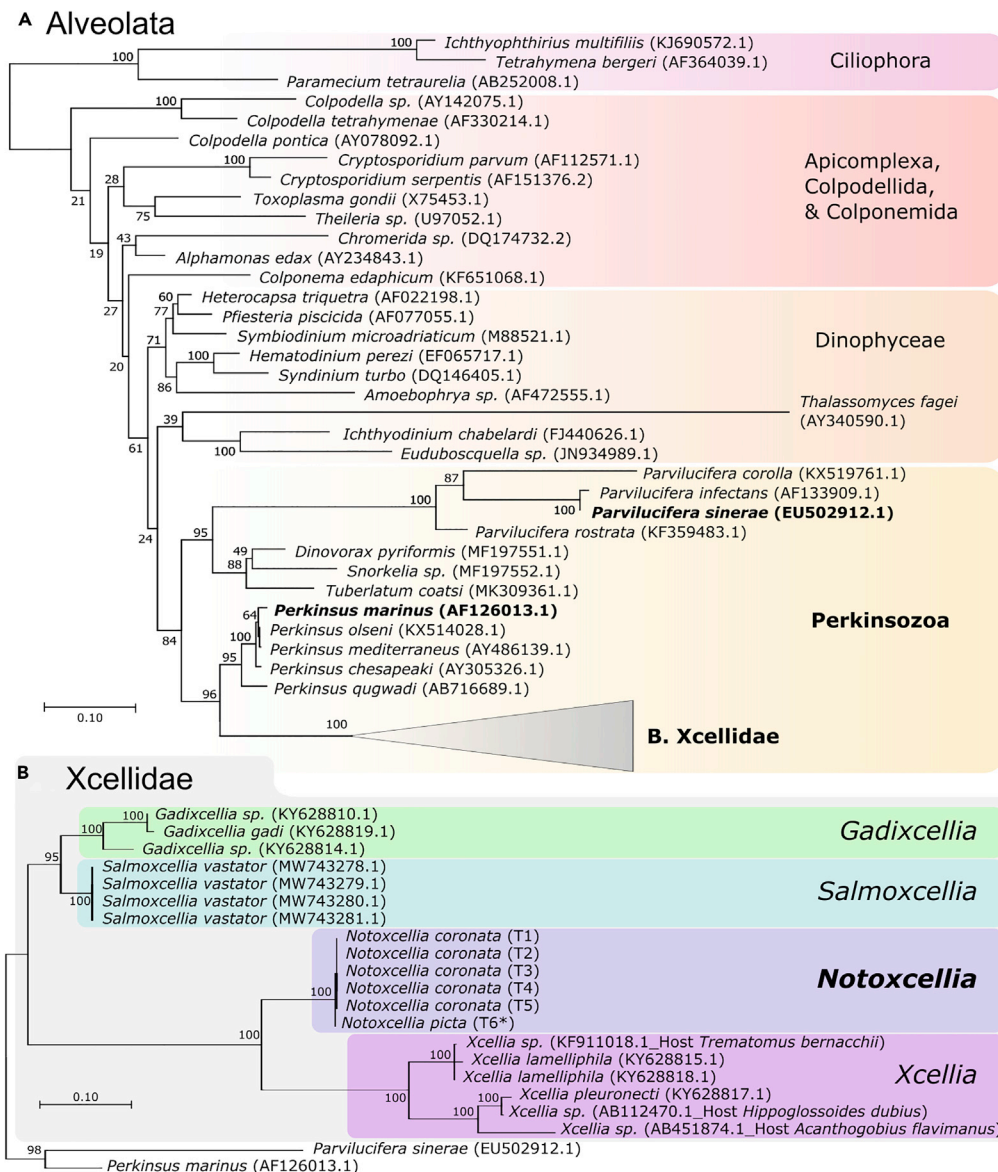 A Alveolata
100
100
Ichthyophthirius multifiliis (KJ690572.1)
Tetrahymena bergeri (AF364039.1)
Paramecium tetraurelia (AB252008.1)
Ciliophora
100
Colpodella sp. (AY142075.1)
Colpodella tetrahymenae (AF330214.1)
Colpodella pontica (AY078092.1)
100
Cryptosporidium parvum (AF112571.1)
Cryptosporidium serpentis (AF151376.2)
28
21
75
Toxoplasma gondii (X75453.1)
Theileria sp. (U97052.1)
19
43
Chromerida sp. (DQ174732.2)
Alphamonas edax (AY234843.1)
Colponema edaphicum (KF651068.1)
Apicomplexa,
Colpodellida,
& Colponemida
27
60
77
Heterocapsa triquetra (AF022198.1)
Pfiesteria piscicida (AF077055.1)
Symbiodinium microadriaticum (M88521.1)
71
100
Hematodinium perezi (EF065717.1)
Syndinium turbo (DQ146405.1)
20
86
Amoebophrya sp. (AF472555.1)
Dinophyceae
Thalassomyces fagei
(AY340590.1)
39
61
100
Ichthyodinium chabelardi (FJ440626.1)
Euduboscquella sp. (JN934989.1)
87
Parvilucifera corolla (KX519761.1)
100
100
Parvilucifera infectans (AF133909.1)
Parvilucifera sinerae (EU502912.1)
Parvilucifera rostrata (KF359483.1)
24
95
49
88
Dinovorax pyriformis (MF197551.1)
Snorkelia sp. (MF197552.1)
Tuberlatum coatsi (MK309361.1)
84
64
Perkinsus marinus (AF126013.1)
100
Perkinsus olseni (KX514028.1)
Perkinsus mediterraneus (AY486139.1)
95
Perkinsus chesapeaki (AY305326.1)
Perkinsus qugwadi (AB716689.1)
Perkinsozoa
96
100
B. Xcellidae
0.10
B Xcellidae
100
100
Gadixcellia sp. (KY628810.1)
Gadixcellia gadi (KY628819.1)
Gadixcellia sp. (KY628814.1)
Gadixcellia
95
100
Salmoxcellia vastator (MW743278.1)
Salmoxcellia vastator (MW743279.1)
Salmoxcellia vastator (MW743280.1)
Salmoxcellia vastator (MW743281.1)
Salmoxcellia
100
Notoxcellia coronata (T1)
Notoxcellia coronata (T2)
Notoxcellia coronata (T3)
Notoxcellia coronata (T4)
Notoxcellia coronata (T5)
Notoxcellia picta (T6*)
Notoxcellia
100
100
Xcellia sp. (KF911018.1_Host Trematomus bernacchii)
Xcellia lamelliphila (KY628815.1)
Xcellia lamelliphila (KY628818.1)
100
100
100
Xcellia pleuronecti (KY628817.1)
Xcellia sp. (AB112470.1_Host Hippoglossoides dubius)
Xcellia sp. (AB451874.1_Host Acanthogobius flavimanus)
Xcellia
0.10
98
Parvilucifera sinerae (EU502912.1)
Perkinsus marinus (AF126013.1)